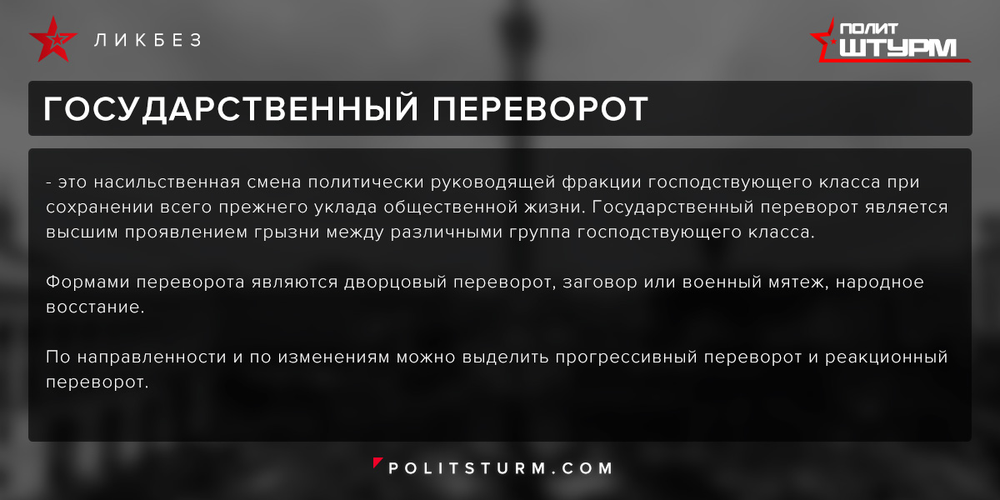 ЛИКБЕЗ
ПОЛИТ
ШТУРМ
ГОСУДАРСТВЕННЫЙ ПЕРЕВОРОТ
- это насильственная смена политически руководящей фракции господствующего класса при
сохранении всего прежнего уклада общественной жизни. Государственный переворот является
высшим проявлением грызни между различными группа господствующего класса.
Формами переворота являются дворцовый переворот, заговор или военный мятеж, народное
восстание.
По направленности и по изменениям можно выделить прогрессивный переворот и реакционный
переворот.
POLITSTURM.COM